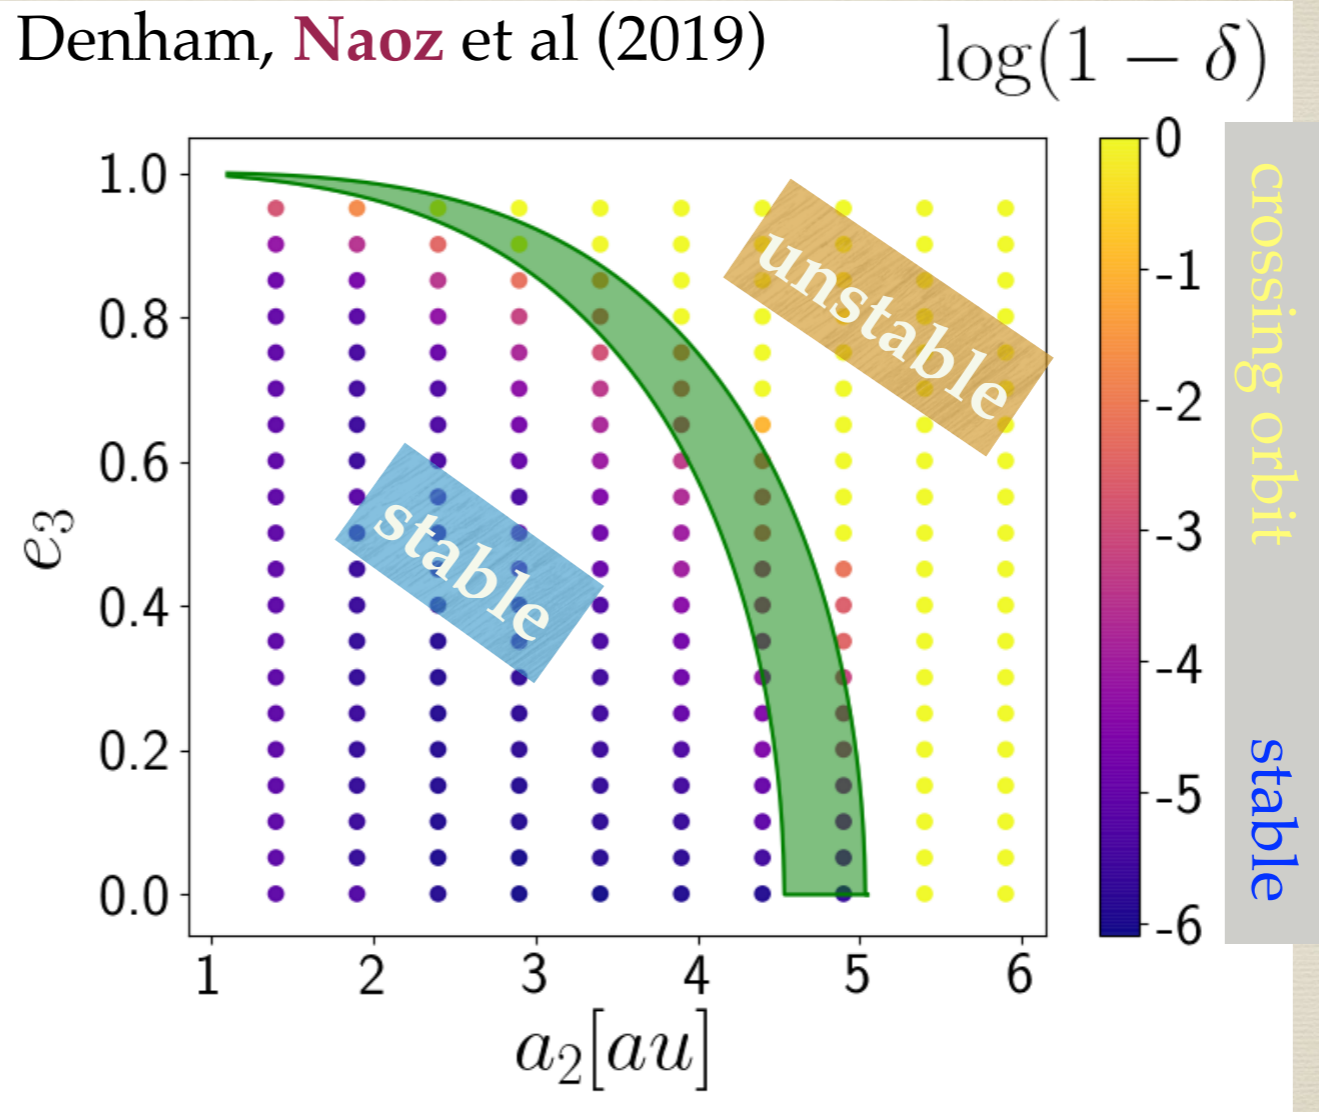 Denham, Naoz et al (2019)
log(1 − δ)
1.0
0.8
0.6
0.4
0.2
0.0
e₃
1 2 3 4 5 6
a₂[au]
unstable
stable
0
-1
-2
-3
-4
-5
-6
crossing orbit
stable